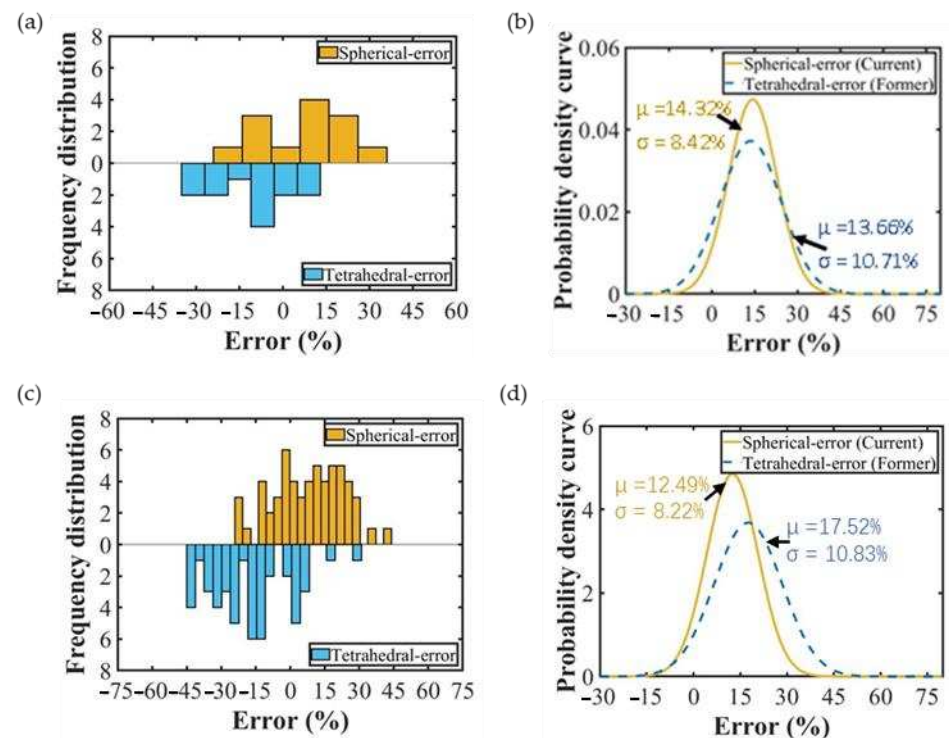 (a)
8
6
4
2
0
2
4
6
8
Frequency distribution
Spherical-error
Tetrahedral-error
−60 −45 −30 −15 0 15 30 45 60
Error (%)
(b)
0.06
0.04
0.02
0
Probability density curve
Spherical-error (Current)
Tetrahedral-error (Former)
μ =14.32%
σ = 8.42%
μ =13.66%
σ = 10.71%
-30 -15 0 15 30 45 60 75
Error (%)
(c)
8
6
4
2
0
2
4
6
8
Frequency distribution
Spherical-error
Tetrahedral-error
-75 -60 -45 -30 -15 0 15 30 45 60 75
Error (%)
(d)
6
4
2
0
Probability density curve
Spherical-error (Current)
Tetrahedral-error (Former)
μ =12.49%
σ = 8.22%
μ =17.52%
σ = 10.83%
-30 -15 0 15 30 45 60 75
Error (%)